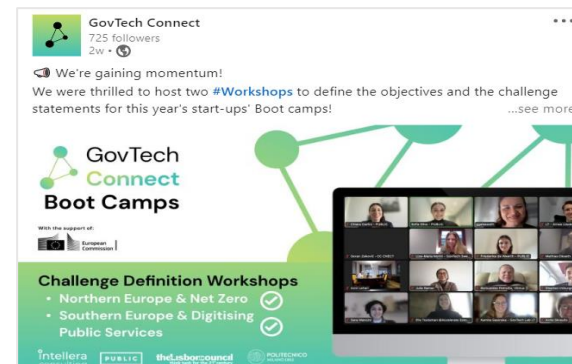 GovTech Connect
725 followers
2w •
We're gaining momentum!
We were thrilled to host two #Workshops to define the objectives and the challenge
statements for this year's start-ups' Boot camps!
...see more
GovTech
Connect
Boot Camps
With the support of:
European
Commission
Challenge Definition Workshops
• Northern Europe & Net Zero
• Southern Europe & Digitising
Public Services
intellera
PUBLIC
the lisbon council
POLITECNICO